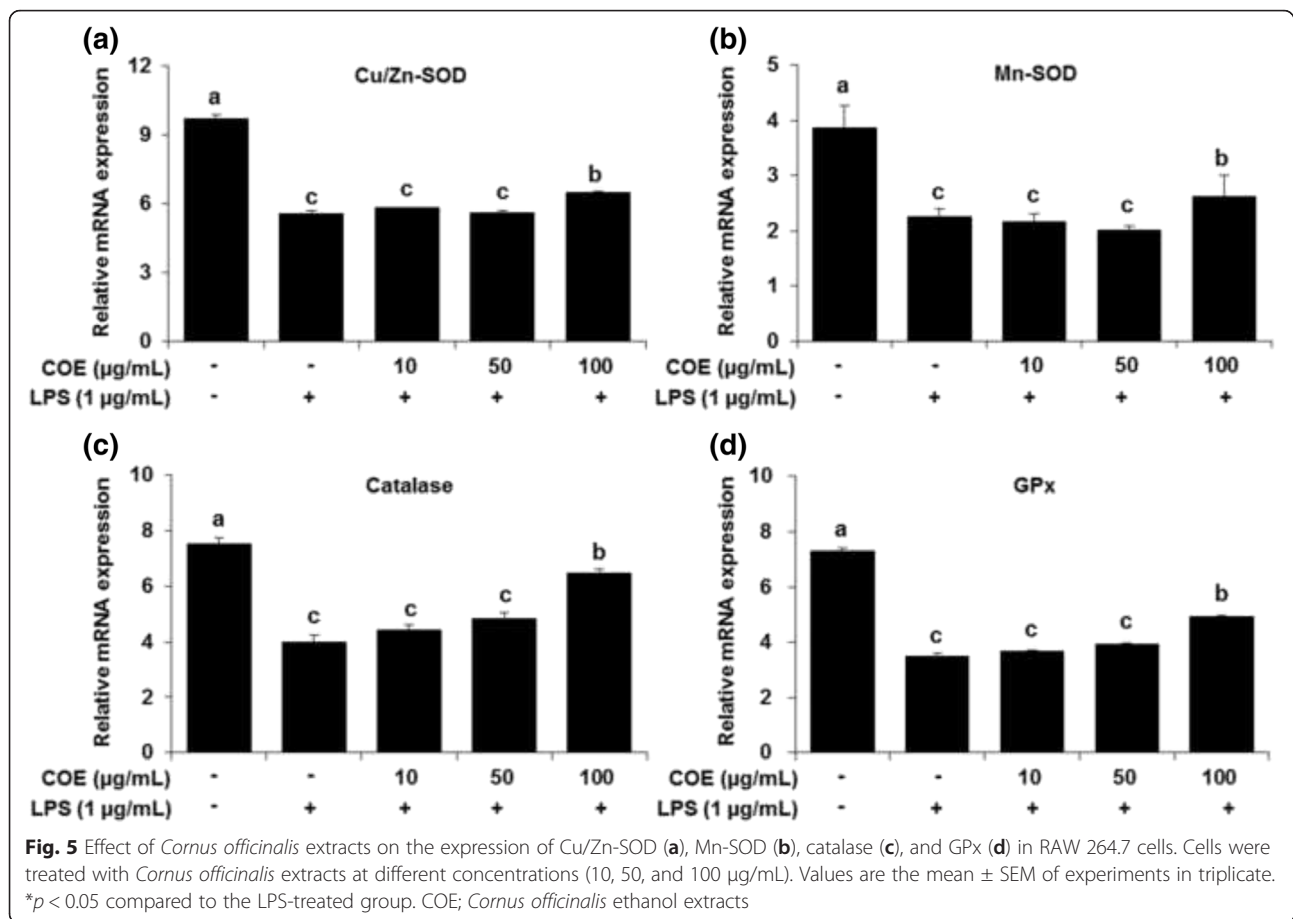 (a)
Cu/Zn-SOD
Relative mRNA expression
12
9
6
3
0
a
c
c
c
b
COE (µg/mL) - - 10 50 100
LPS (1 µg/mL) - + + + +
(b)
Mn-SOD
Relative mRNA expression
5
4
3
2
1
0
a
c
c
c
b
COE (µg/mL) - - 10 50 100
LPS (1 µg/mL) - + + + +
(c)
Catalase
Relative mRNA expression
10
8
6
4
2
0
a
c
c
c
b
COE (µg/mL) - - 10 50 100
LPS (1 µg/mL) - + + + +
(d)
GPx
Relative mRNA expression
10
8
6
4
2
0
a
c
c
c
b
COE (µg/mL) - - 10 50 100
LPS (1 µg/mL) - + + + +
Fig. 5 Effect of Cornus officinalis extracts on the expression of Cu/Zn-SOD (a), Mn-SOD (b), catalase (c), and GPx (d) in RAW 264.7 cells. Cells were
treated with Cornus officinalis extracts at different concentrations (10, 50, and 100 µg/mL). Values are the mean ± SEM of experiments in triplicate.
*p < 0.05 compared to the LPS-treated group. COE; Cornus officinalis ethanol extracts